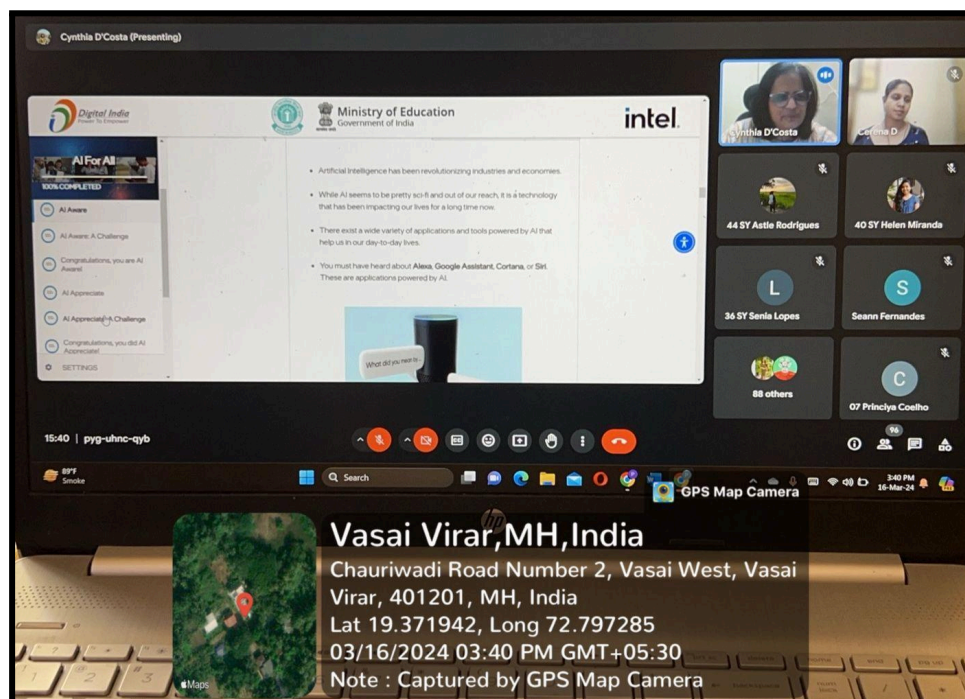 Cynthia D'Costa (Presenting)
Digital India
Power To Empower
Ministry of Education
Government of India
intel.
AI For All
100% COMPLETED
AI Aware
AI Aware: A Challenge
Congratulations, you are AI
Aware!
AI Appreciate
AI Appreciate: A Challenge
Congratulations, you did AI
Appreciate!
SETTINGS
• Artificial Intelligence has been revolutionizing industries and economies.
• While AI seems to be pretty sci-fi and out of our reach, it is a technology
that has been impacting our lives for a long time now.
• There exist a wide variety of applications and tools powered by AI that
help us in our day-to-day lives.
• You must have heard about Alexa, Google Assistant, Cortana, or Siri.
These are applications powered by AI.
What did you near by...
Cynthia D'Costa
Cerena D
44 SY Astle Rodrigues
40 SY Helen Miranda
L
36 SY Senia Lopes
S
Seann Fernandes
88 others
C
07 Princiya Coelho
15:40 | pyg-uhnc-qyb
96
89°F
Smoke
Search
3:40 PM
16-Mar-24
hp
GPS Map Camera
Vasai Virar,MH,India
Chauriwadi Road Number 2, Vasai West, Vasai
Virar, 401201, MH, India
Lat 19.371942, Long 72.797285
03/16/2024 03:40 PM GMT+05:30
Note : Captured by GPS Map Camera
Maps